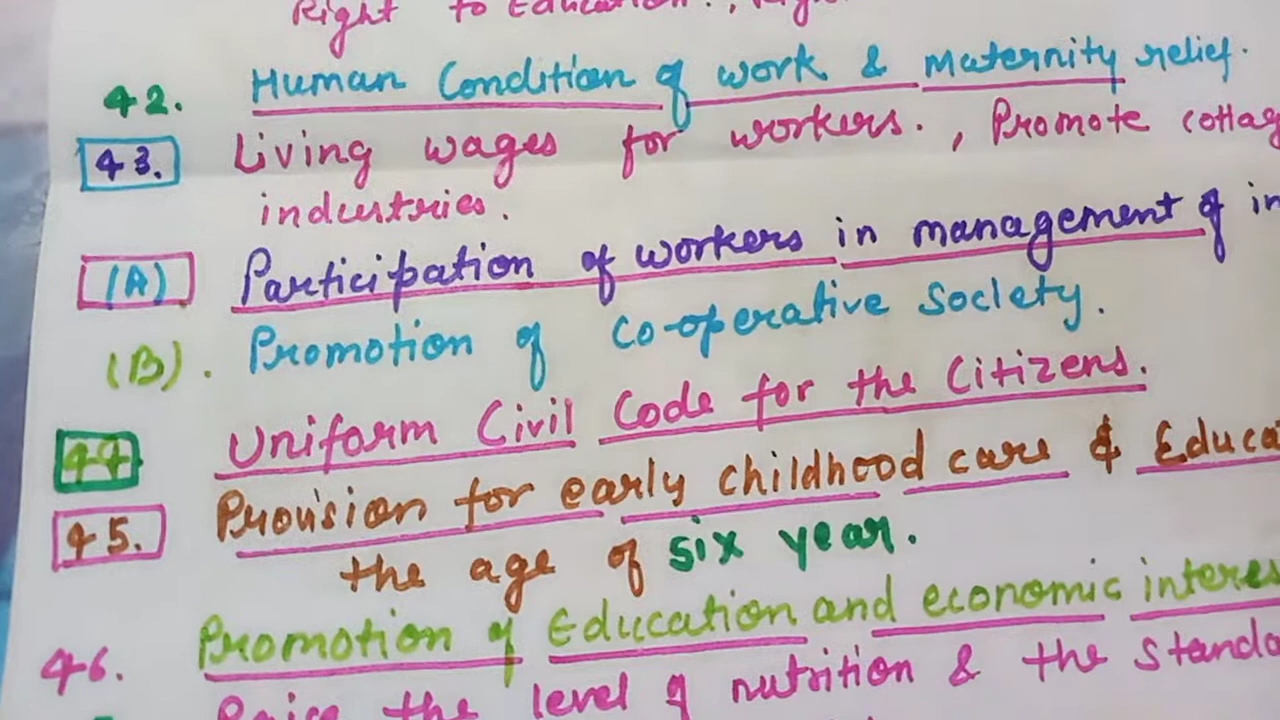 Right to Education.,
42. Human Condition of work & Maternity relief.
43. Living wages for workers., Promote cottag
industries.
(A) Participation of workers in management of in
(B). Promotion of Co-operative Society.
44 Uniform Civil Code for the Citizens.
45. Provision for early childhood care & Educa
the age of six year.
46. Promotion of Education and economic interes
Raise the level of nutrition & the standa